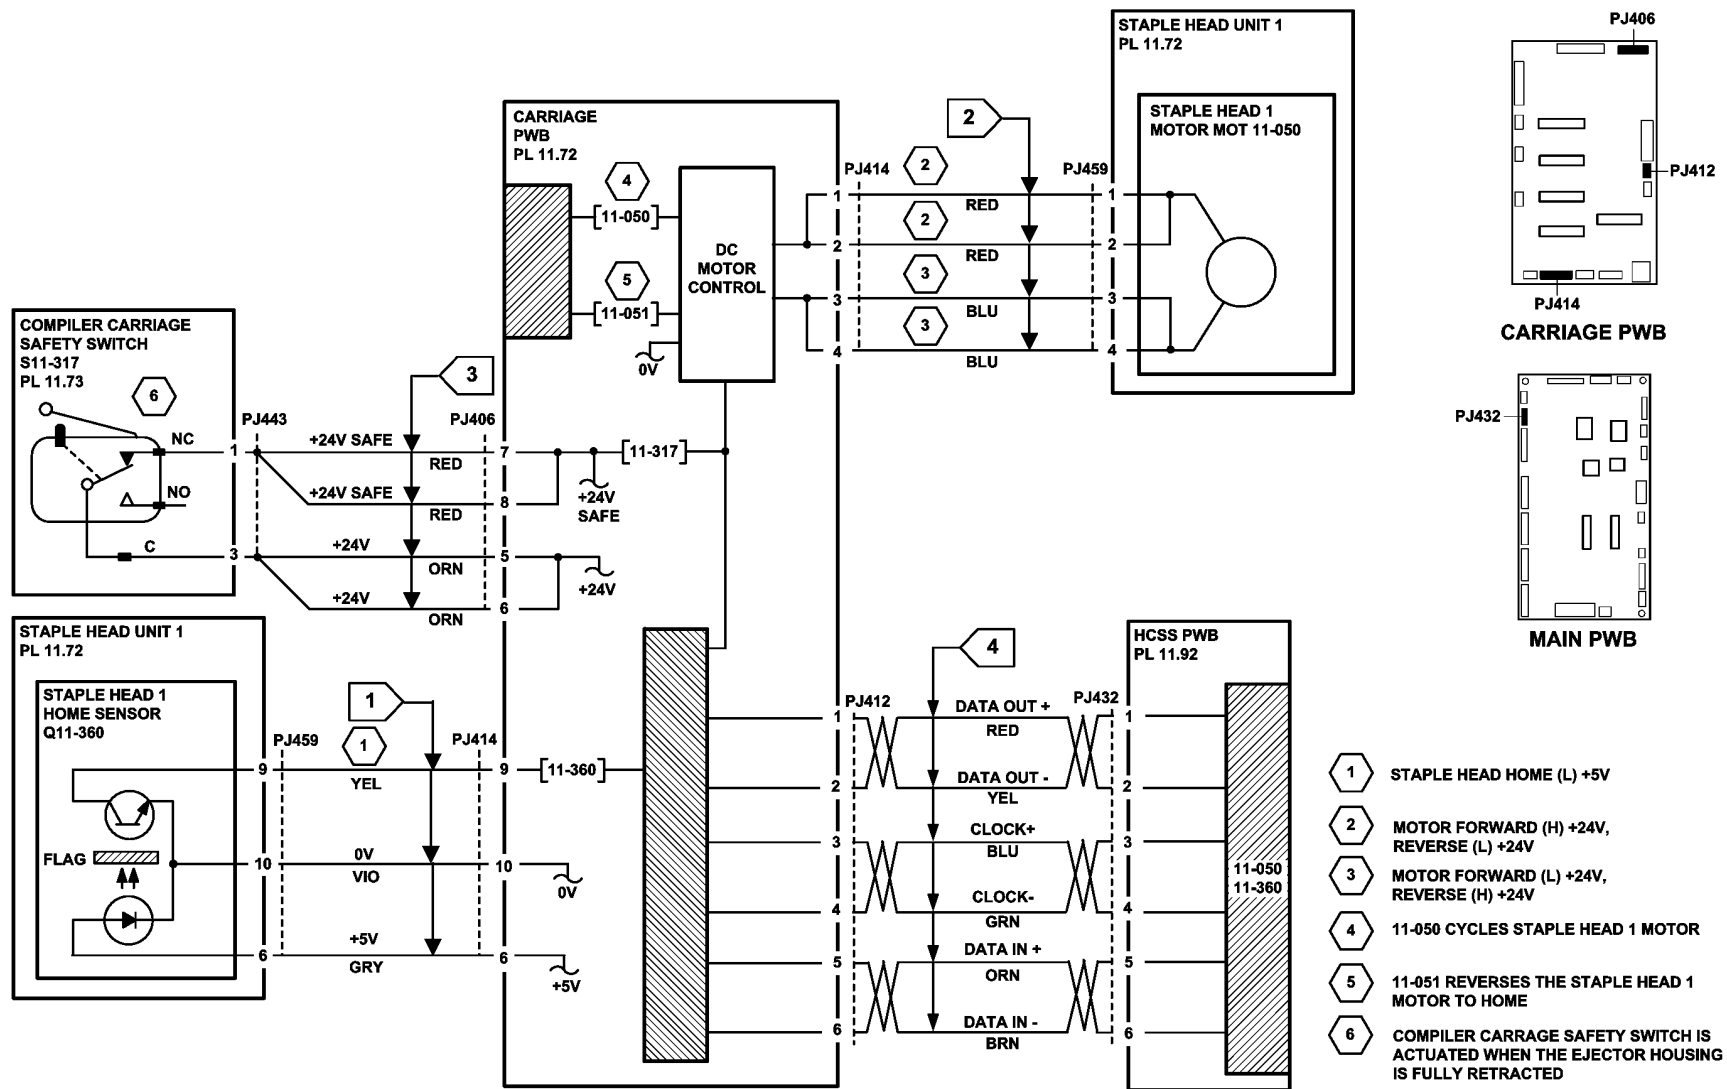 STAPLE HEAD UNIT 1
PL 11.72
STAPLE HEAD 1
MOTOR MOT 11-050
PJ406
PJ412
PJ414
CARRIAGE PWB
PJ432
MAIN PWB
CARRIAGE
PWB
PL 11.72
4
[11-050]
5
[11-051]
0V
DC
MOTOR
CONTROL
2
PJ414
PJ459
1
2
RED
1
2
2
RED
2
3
3
BLU
3
4
3
BLU
4
COMPILER CARRIAGE
SAFETY SWITCH
S11-317
PL 11.73
6
NC
NO
C
3
PJ443
PJ406
1
+24V SAFE
RED
7
+24V SAFE
RED
8
3
+24V
ORN
5
+24V
ORN
6
[11-317]
+24V
SAFE
+24V
STAPLE HEAD UNIT 1
PL 11.72
STAPLE HEAD 1
HOME SENSOR
Q11-360
FLAG
1
PJ459
1
PJ414
9
YEL
9
[11-360]
10
0V
VIO
10
0V
6
+5V
GRY
6
+5V
4
HCSS PWB
PL 11.92
PJ412
PJ432
1
DATA OUT +
RED
1
2
DATA OUT -
YEL
2
3
CLOCK+
BLU
3
4
CLOCK-
GRN
4
5
DATA IN +
ORN
5
6
DATA IN -
BRN
6
11-050
11-360
1
STAPLE HEAD HOME (L) +5V
2
MOTOR FORWARD (H) +24V,
REVERSE (L) +24V
3
MOTOR FORWARD (L) +24V,
REVERSE (H) +24V
4
11-050 CYCLES STAPLE HEAD 1 MOTOR
5
11-051 REVERSES THE STAPLE HEAD 1
MOTOR TO HOME
6
COMPILER CARRAGE SAFETY SWITCH IS
ACTUATED WHEN THE EJECTOR HOUSING
IS FULLY RETRACTED